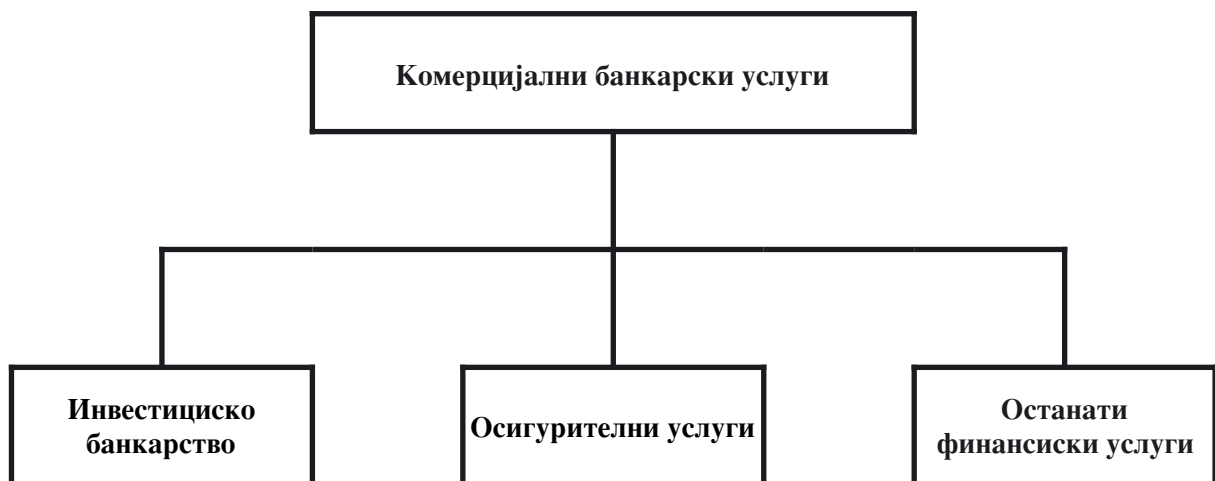 Комерцијални банкарски услуги
Инвестициско
банкарство
Осигурителни услуги
Останати
финансиски услуги